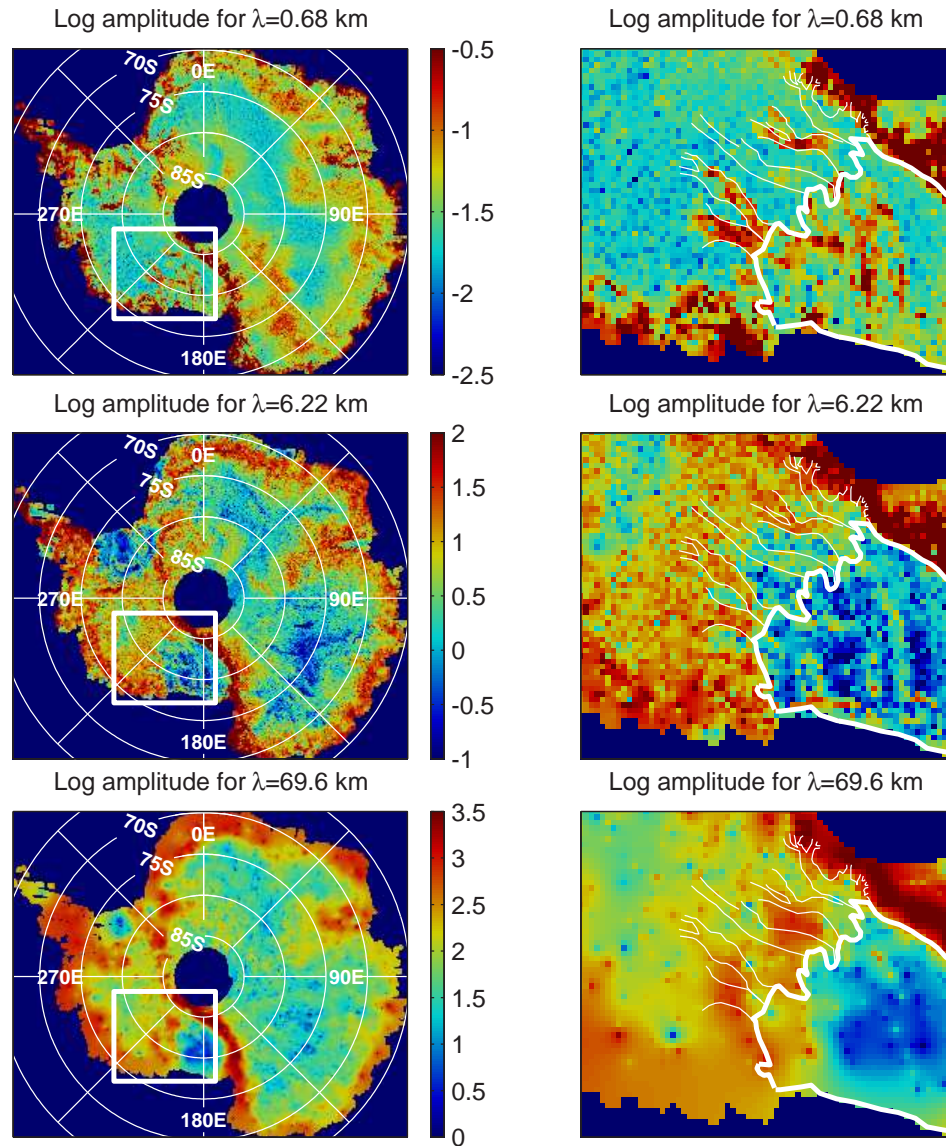 Log amplitude for λ=0.68 km
Log amplitude for λ=0.68 km
70S
75S
0E
85S
270E
90E
180E
-0.5
-1
-1.5
-2
-2.5
Log amplitude for λ=6.22 km
Log amplitude for λ=6.22 km
70S
75S
0E
85S
270E
90E
180E
2
1.5
1
0.5
0
-0.5
-1
Log amplitude for λ=69.6 km
Log amplitude for λ=69.6 km
70S
75S
0E
85S
270E
90E
180E
3.5
3
2.5
2
1.5
1
0.5
0